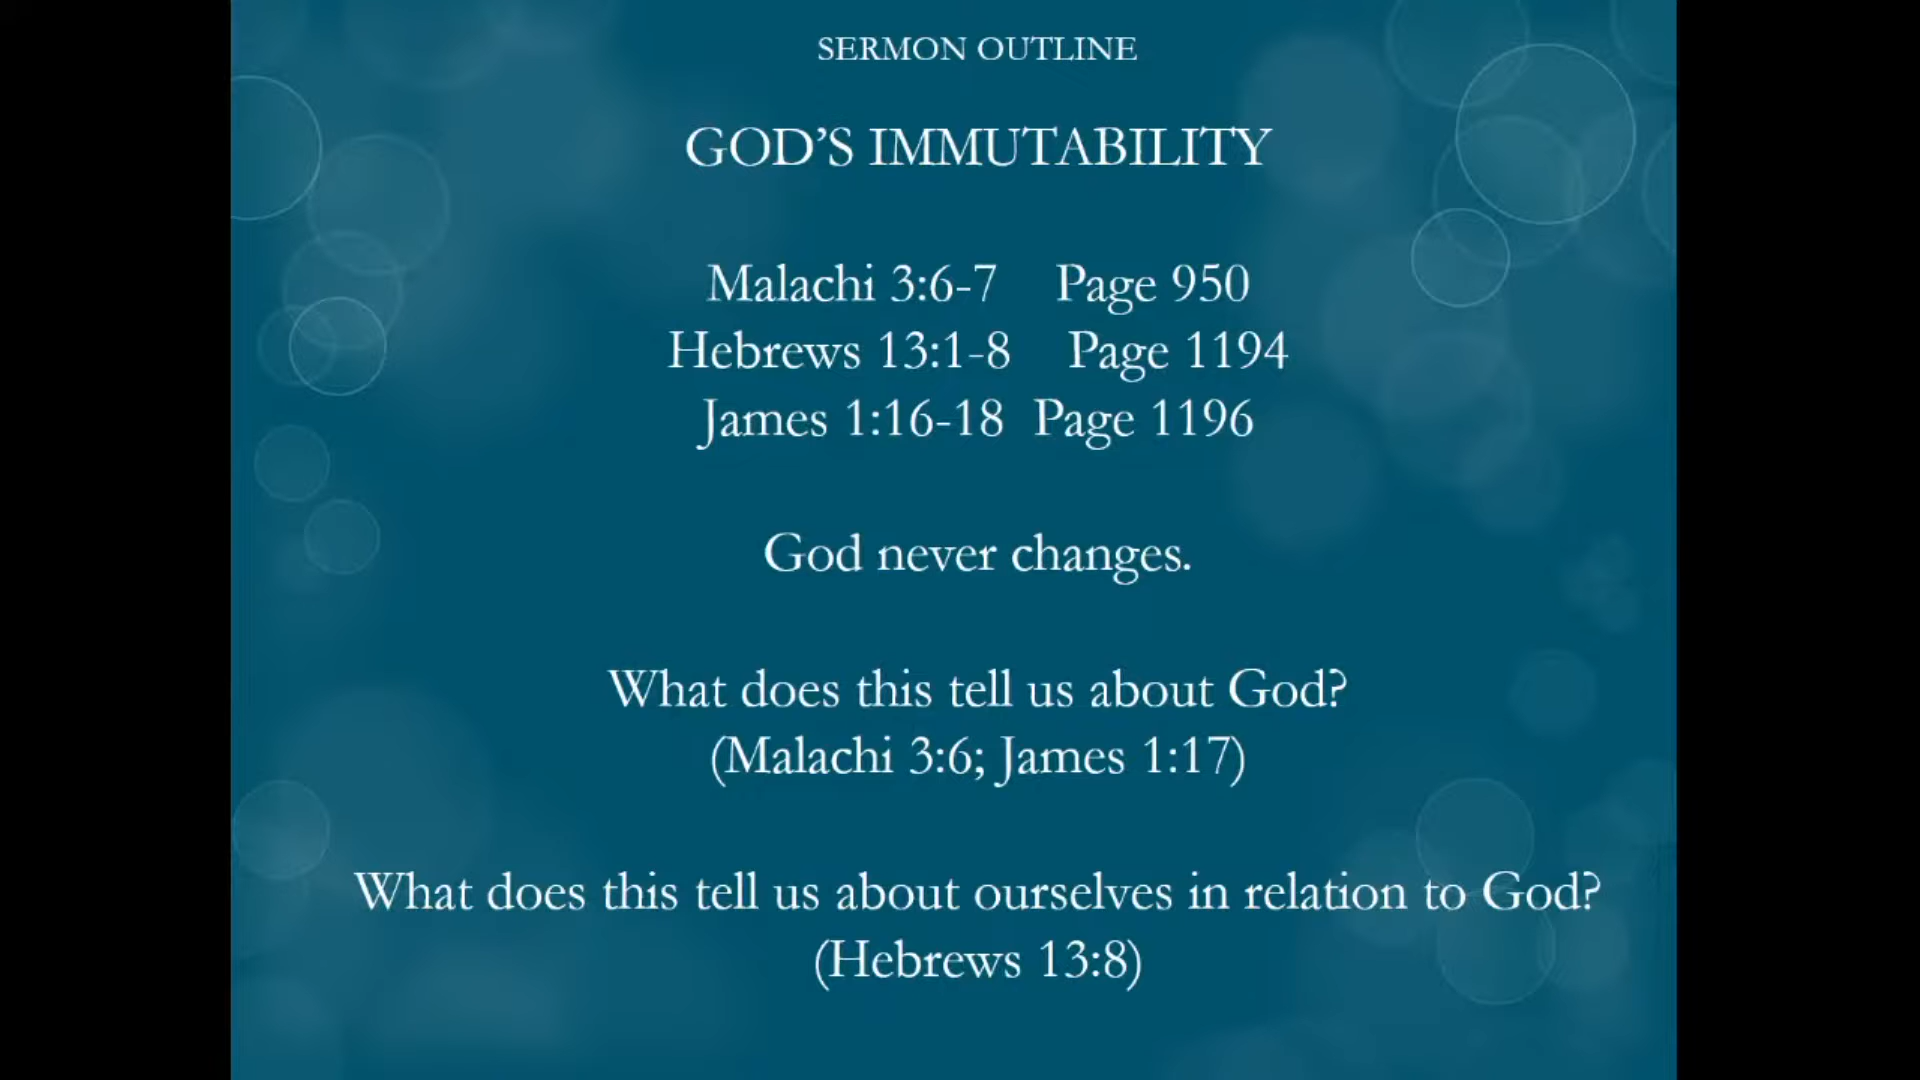 SERMON OUTLINE
GOD’S IMMUTABILITY
Malachi 3:6-7 Page 950
Hebrews 13:1-8 Page 1194
James 1:16-18 Page 1196
God never changes.
What does this tell us about God?
(Malachi 3:6; James 1:17)
What does this tell us about ourselves in relation to God?
(Hebrews 13:8)